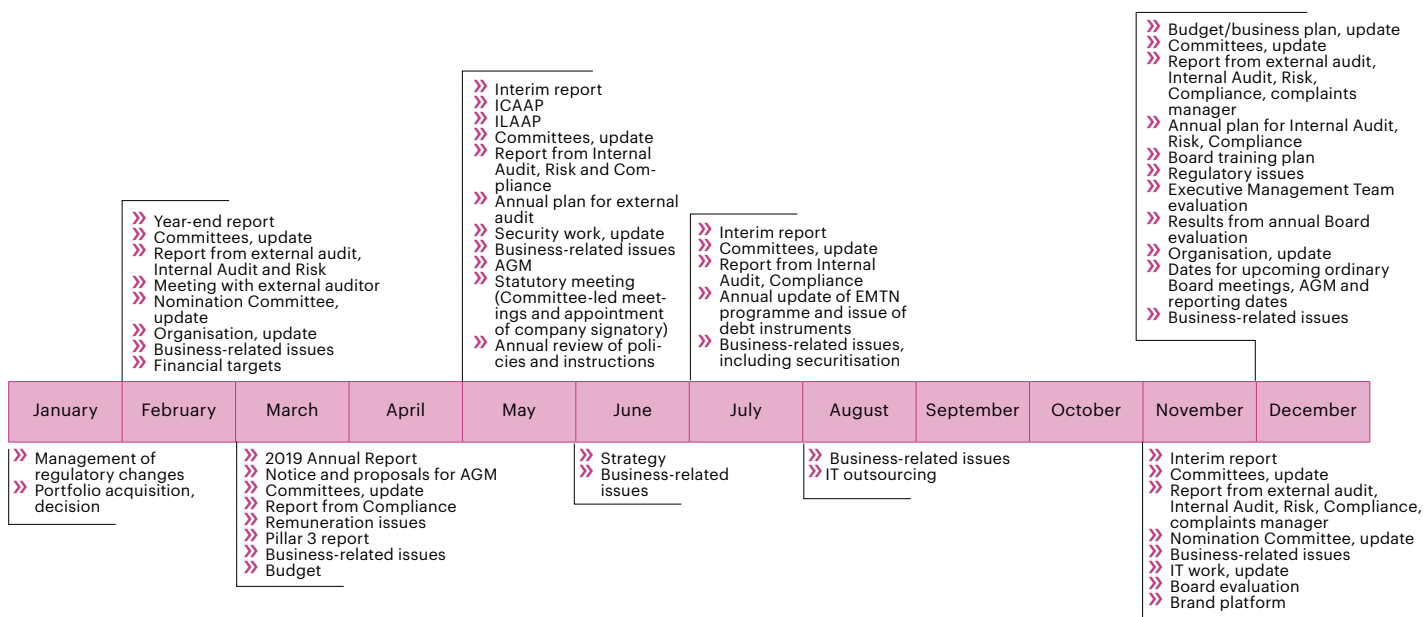 » Budget/business plan, update
» Committees, update
» Report from external audit,
Internal Audit, Risk,
Compliance, complaints
manager
» Annual plan for Internal Audit,
Risk, Compliance
» Board training plan
» Regulatory issues
» Executive Management Team
evaluation
» Results from annual Board
evaluation
» Organisation, update
» Dates for upcoming ordinary
Board meetings, AGM and
reporting dates
» Business-related issues
» Interim report
» ICAAP
» ILAAP
» Committees, update
» Report from Internal
Audit, Risk and Com-
pliance
» Annual plan for external
audit
» Security work, update
» Business-related issues
» AGM
» Statutory meeting
(Committee-led meet-
ings and appointment
of company signatory)
» Annual review of poli-
cies and instructions
» Year-end report
» Committees, update
» Report from external audit,
Internal Audit and Risk
» Meeting with external auditor
» Nomination Committee,
update
» Organisation, update
» Business-related issues
» Financial targets
» Interim report
» Committees, update
» Report from Internal
Audit, Compliance
» Annual update of EMTN
programme and issue of
debt instruments
» Business-related issues,
including securitisation
January February March April May June July August September October November December
» Management of
regulatory changes
» Portfolio acquisition,
decision
» 2019 Annual Report
» Notice and proposals for AGM
» Committees, update
» Report from Compliance
» Remuneration issues
» Pillar 3 report
» Business-related issues
» Budget
» Strategy
» Business-related
issues
» Business-related issues
» IT outsourcing
» Interim report
» Committees, update
» Report from external audit,
Internal Audit, Risk, Compliance,
complaints manager
» Nomination Committee, update
» Business-related issues
» IT work, update
» Board evaluation
» Brand platform